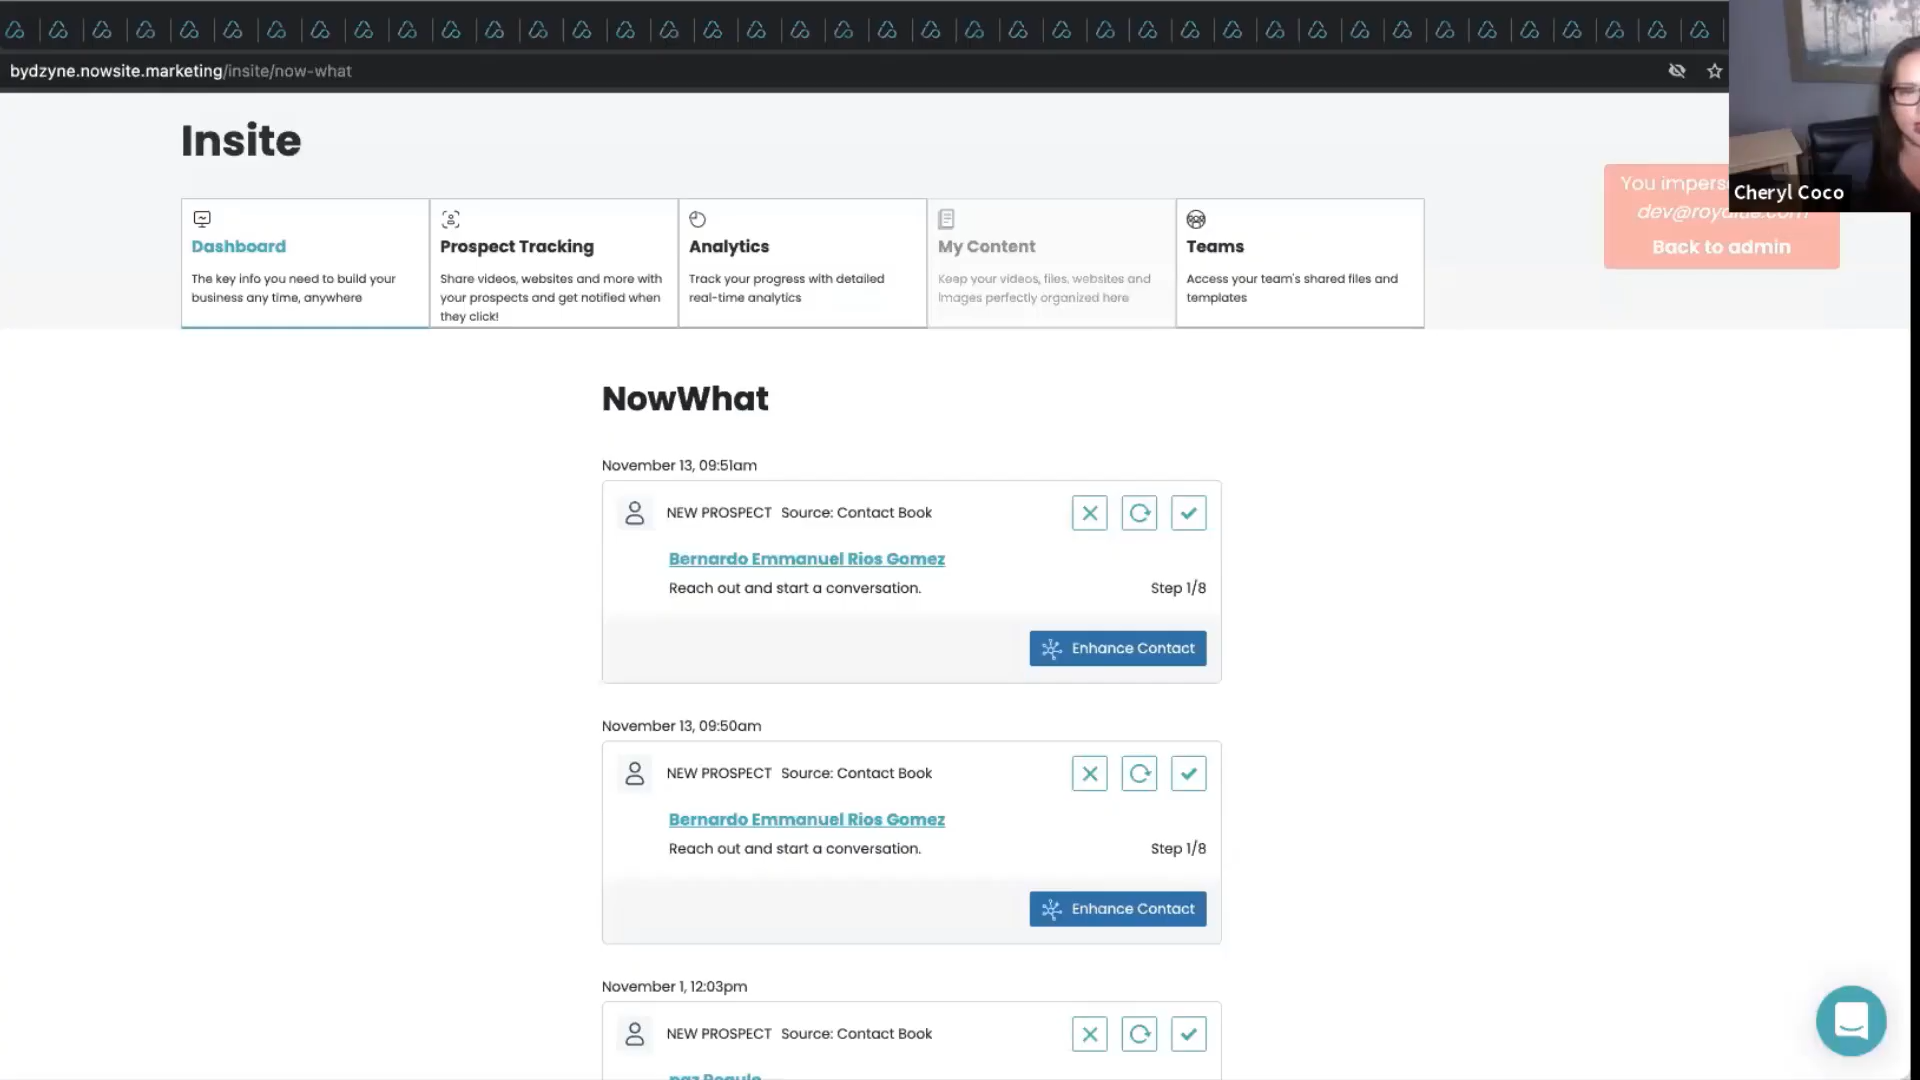 bydzyne.nowsite.marketing/insite/now-what
Insite
Dashboard
The key info you need to build your
business any time, anywhere
Prospect Tracking
Share videos, websites and more with
your prospects and get notified when
they click!
Analytics
Track your progress with detailed
real-time analytics
My Content
Keep your videos, files, websites and
images perfectly organized here
Teams
Access your team's shared files and
templates
You impers
Back to admin
Cheryl Coco
NowWhat
November 13, 09:51am
NEW PROSPECT Source: Contact Book
Bernardo Emmanuel Rios Gomez
Reach out and start a conversation.
Step 1/8
Enhance Contact
November 13, 09:50am
NEW PROSPECT Source: Contact Book
Bernardo Emmanuel Rios Gomez
Reach out and start a conversation.
Step 1/8
Enhance Contact
November 1, 12:03pm
NEW PROSPECT Source: Contact Book